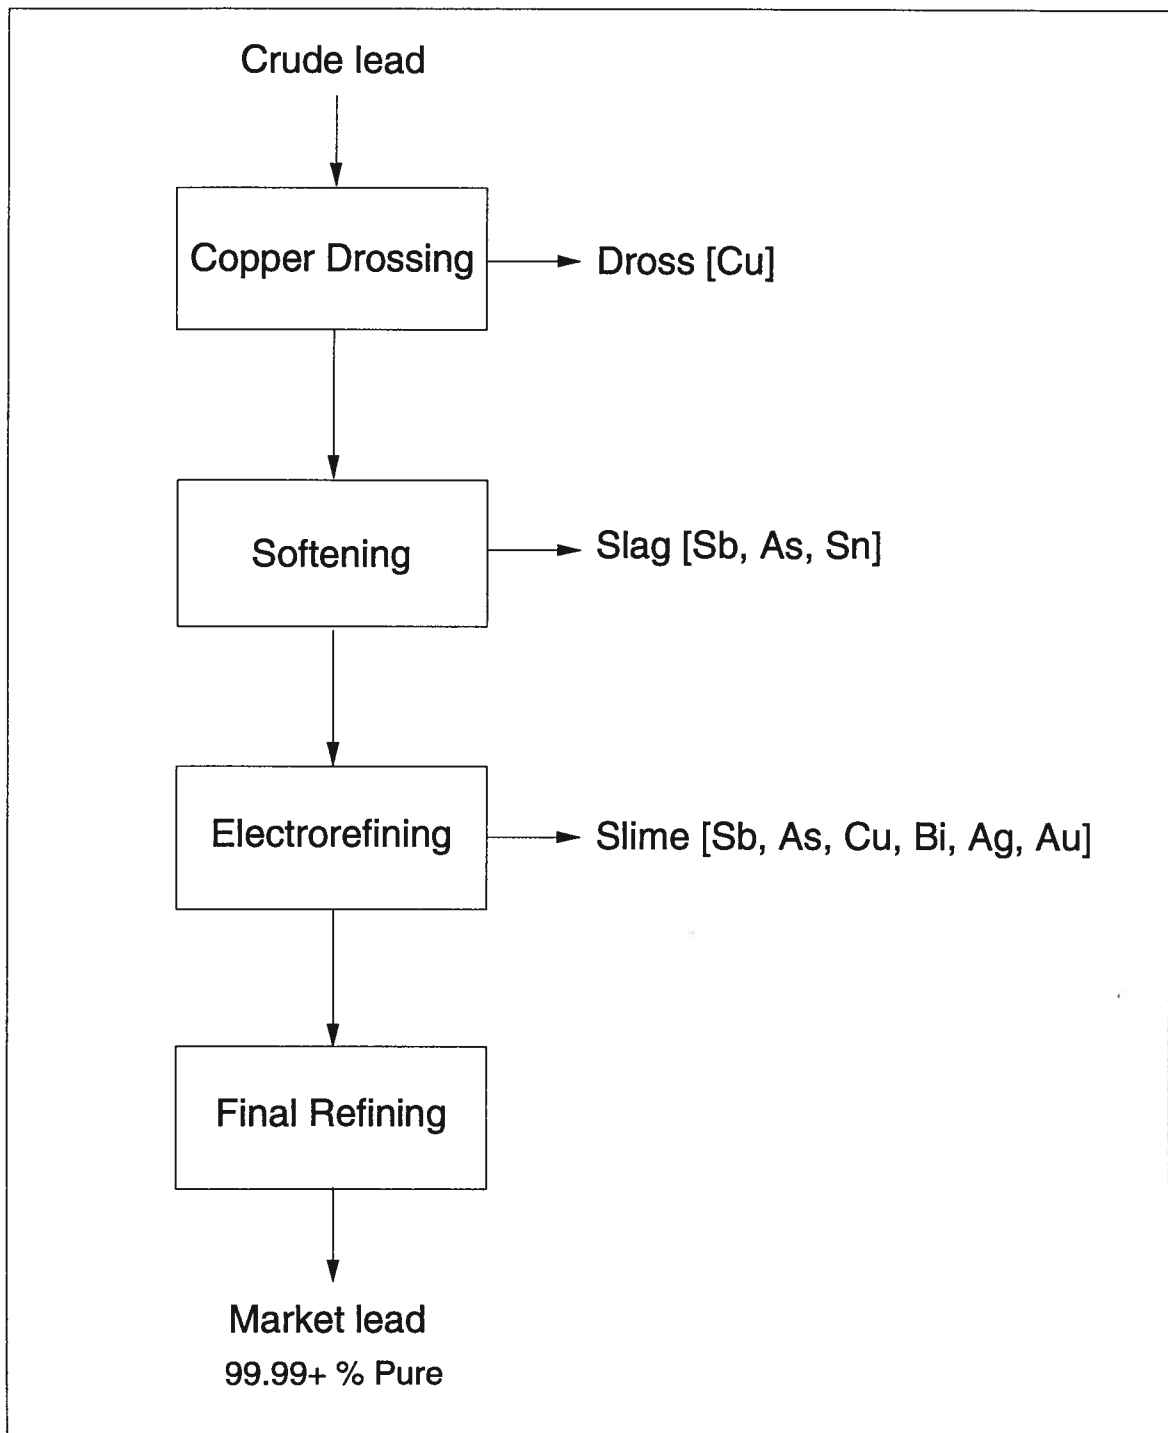 Crude lead
Copper Drossing
Dross [Cu]
Softening
Slag [Sb, As, Sn]
Electrorefining
Slime [Sb, As, Cu, Bi, Ag, Au]
Final Refining
Market lead
99.99+ % Pure